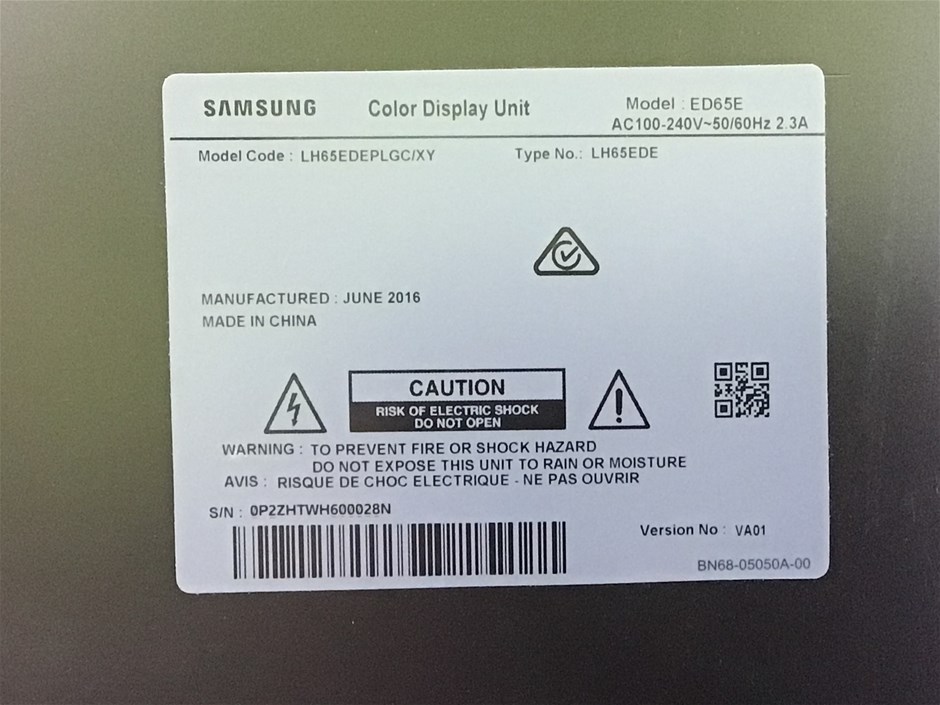 SAMSUNG Color Display Unit Model : ED65E
AC100-240V~50/60Hz 2.3A
Model Code : LH65EDEPLGC/XY Type No.: LH65EDE
MANUFACTURED : JUNE 2016
MADE IN CHINA
CAUTION
RISK OF ELECTRIC SHOCK
DO NOT OPEN
WARNING : TO PREVENT FIRE OR SHOCK HAZARD
DO NOT EXPOSE THIS UNIT TO RAIN OR MOISTURE
AVIS : RISQUE DE CHOC ELECTRIQUE - NE PAS OUVRIR
S/N : 0P2ZHTWH600028N
Version No : VA01
BN68-05050A-00